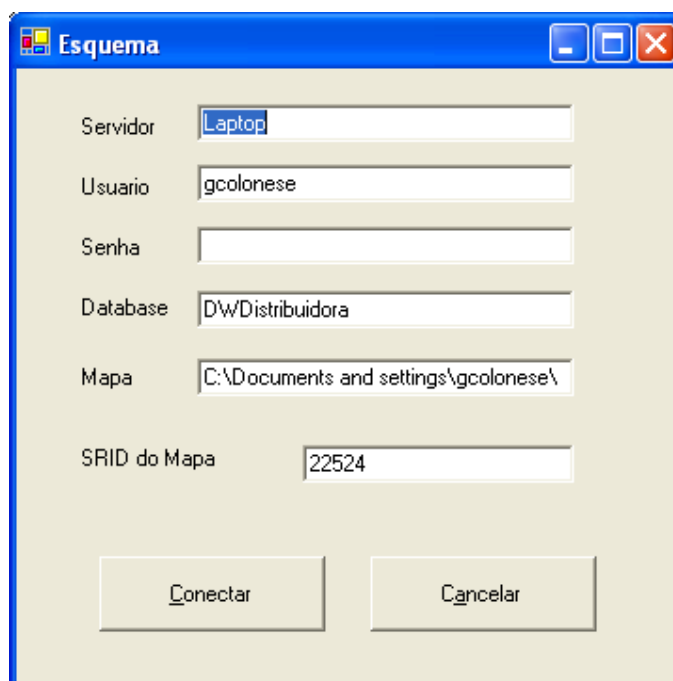 Esquema
Servidor Laptop
Usuario gcolonese
Senha
Database DWDistribuidora
Mapa C:\Documents and settings\gcolonese\
SRID do Mapa 22524
Conectar Cancelar